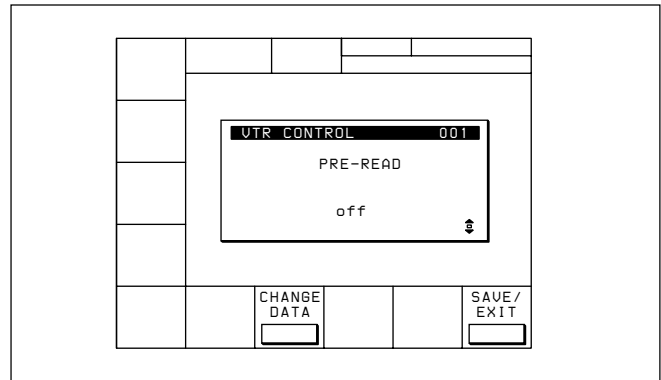 VTR CONTROL 001
PRE-READ
off
CHANGE
DATA
SAVE/
EXIT